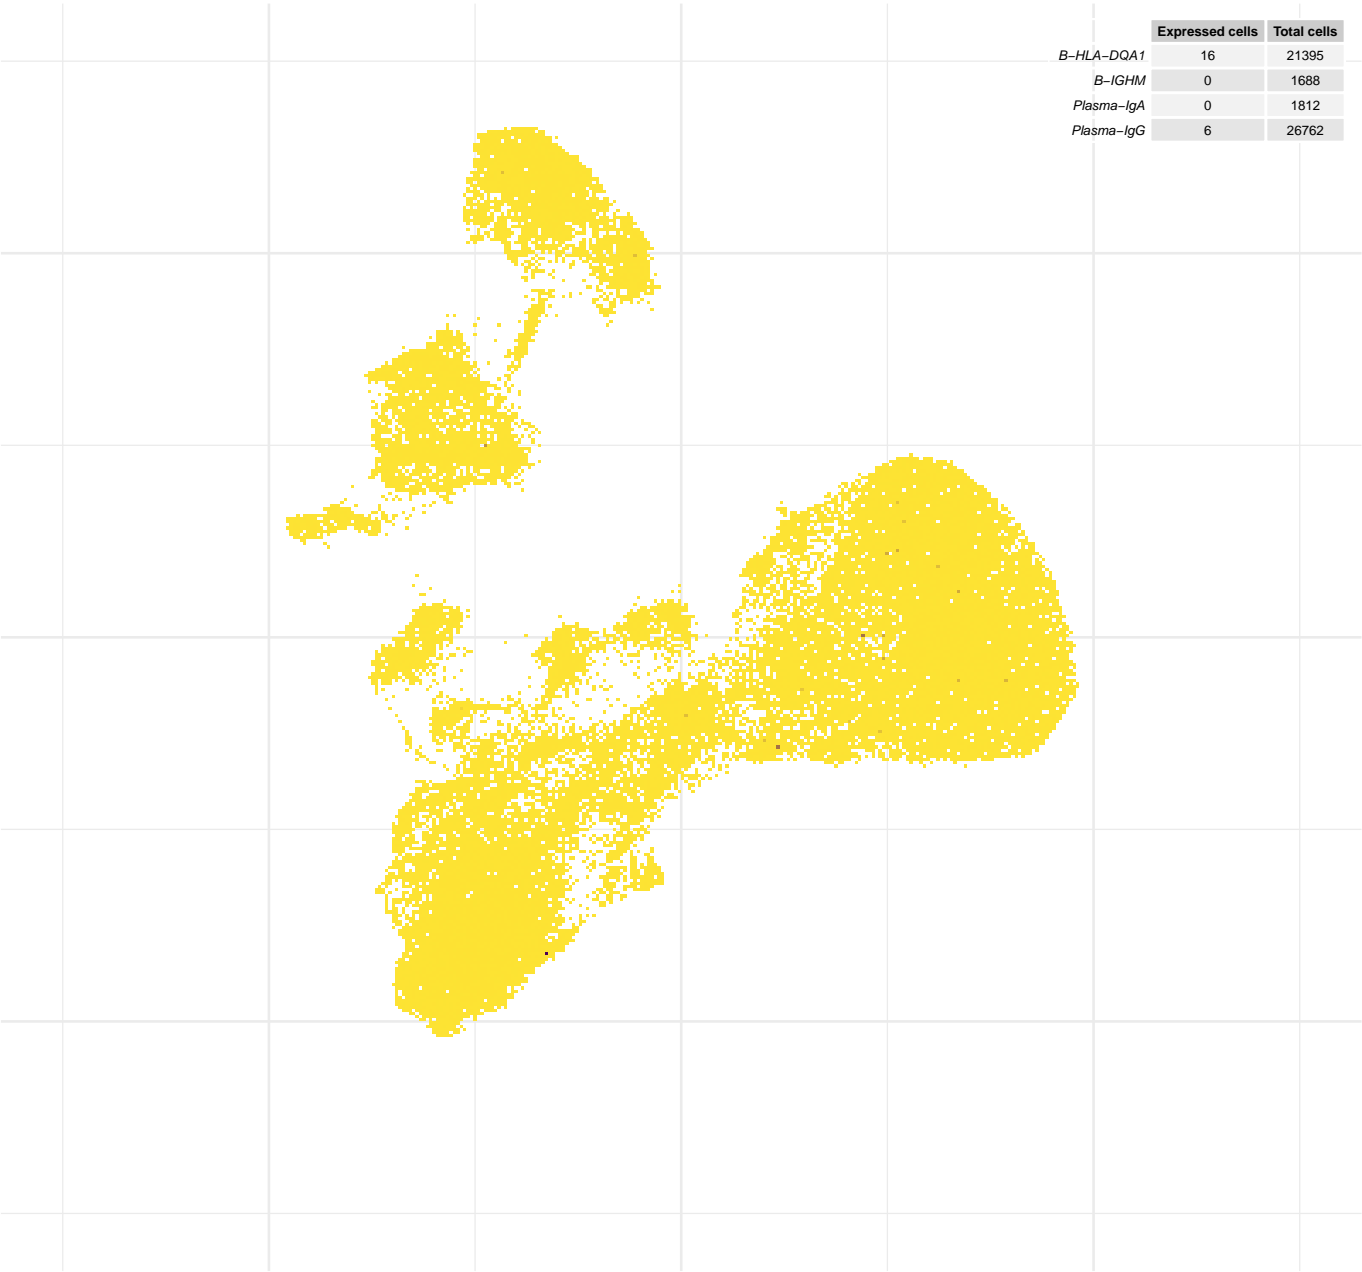 Expressed cells Total cells
B−HLA−DQA1 16 21395
B−IGHM 0 1688
Plasma−IgA 0 1812
Plasma−IgG 6 26762